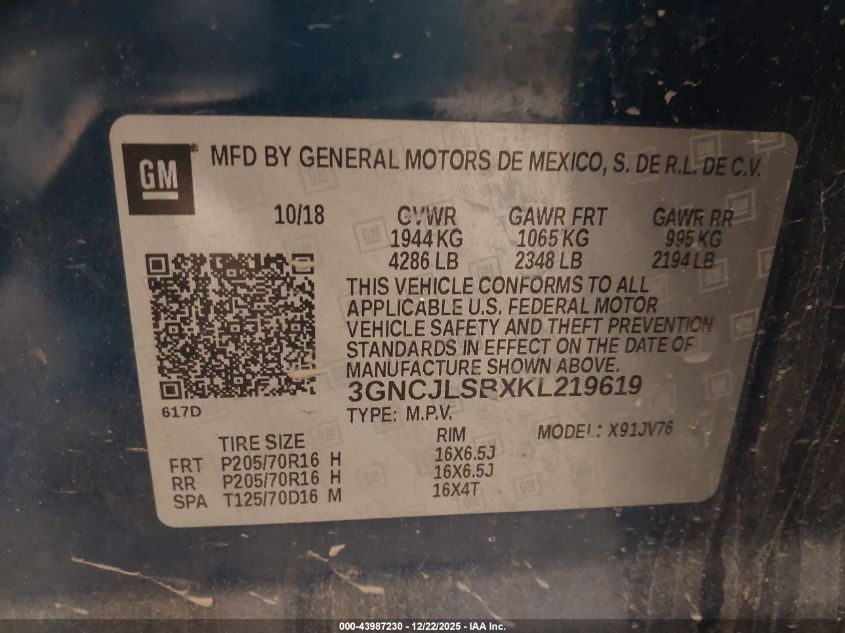 GM
MFD BY GENERAL MOTORS DE MEXICO, S. DE R.L. DE C.V.
10/18 GVWR GAWR FRT GAWR RR
1944 KG 1065 KG 995 KG
4286 LB 2348 LB 2194 LB
THIS VEHICLE CONFORMS TO ALL
APPLICABLE U.S. FEDERAL MOTOR
VEHICLE SAFETY AND THEFT PREVENTION
STANDARDS IN EFFECT ON THE DATE OF
MANUFACTURE SHOWN ABOVE.
3GNCJLSBXKL219619
617D
TYPE: M.P.V.
TIRE SIZE RIM MODEL: X91JV76
FRT P205/70R16 H 16X6.5J
RR P205/70R16 H 16X6.5J
SPA T125/70D16 M 16X4T
000-43987230 - 12/22/2025 - IAA Inc.